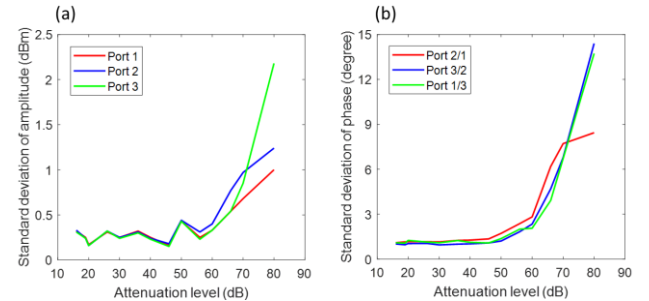 (a)
Standard deviation of amplitude (dBm)
2.5
2
1.5
1
0.5
0
Port 1
Port 2
Port 3
10 20 30 40 50 60 70 80 90
Attenuation level (dB)
(b)
Standard deviation of phase (degree)
15
12
9
6
3
0
Port 2/1
Port 3/2
Port 1/3
10 20 30 40 50 60 70 80 90
Attenuation level (dB)